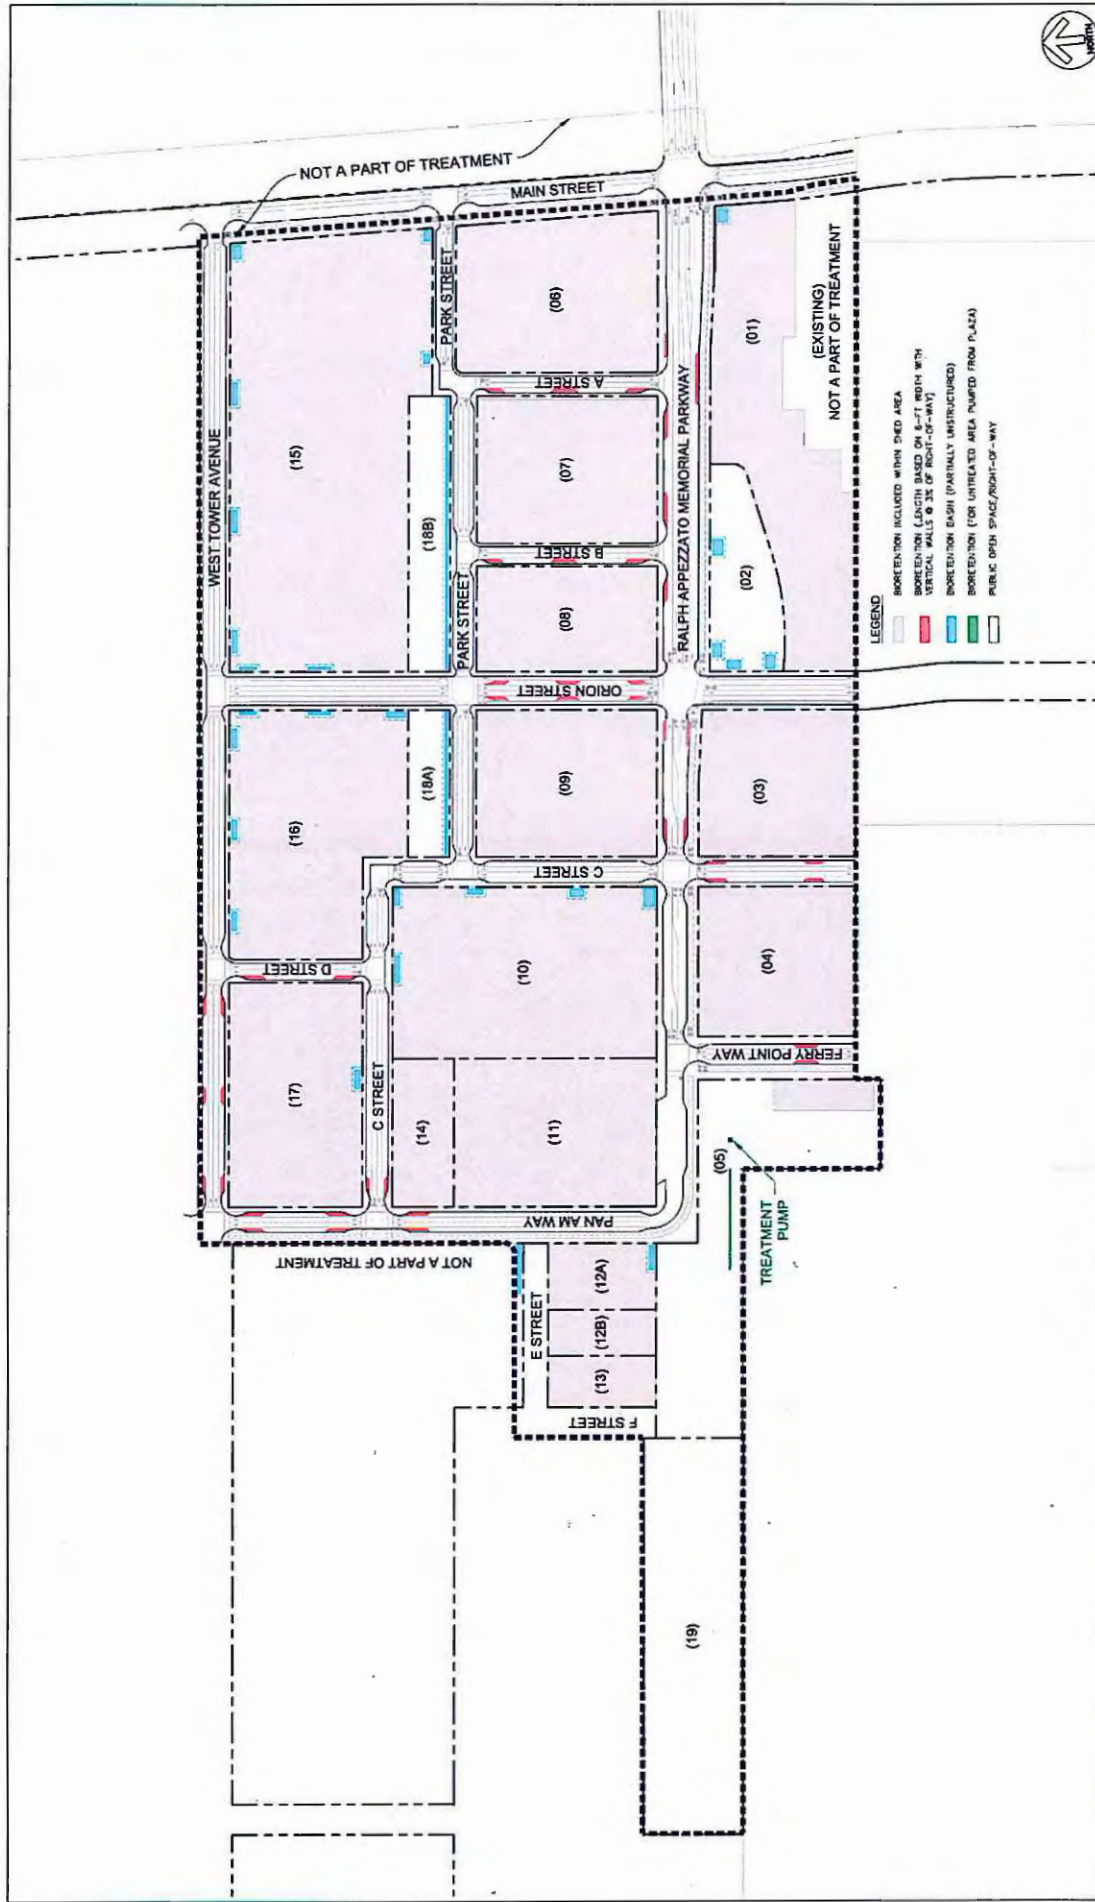 NORTH
NOT A PART OF TREATMENT
MAIN STREET
WEST TOWER AVENUE
(15)
PARK STREET
(06)
A STREET
(01)
(EXISTING)
NOT A PART OF TREATMENT
(18B)
(07)
RALPH APPEZZATO MEMORIAL PARKWAY
B STREET
(02)
PARK STREET
(08)
ORION STREET
(16)
(18A)
(09)
(03)
C STREET
D STREET
(10)
(04)
FERRY POINT WAY
(17)
C STREET
(14)
(11)
(05)
TREATMENT
PUMP
PAN AM WAY
NOT A PART OF TREATMENT
E STREET
(12A)
(12B)
(13)
F STREET
(19)
LEGEND
BIORETENTION INCLUDED WITHIN SHED AREA
BIORETENTION (LENGTH BASED ON 6-FT WIDTH WITH
VERTICAL WALLS @ 3% OF RIGHT-OF-WAY)
BIORETENTION BASIN (PARTIALLY UNSTRUCTURED)
BIORETENTION (FOR UNTREATED AREA PUMPED FROM PLAZA)
PUBLIC OPEN SPACE/RIGHT-OF-WAY